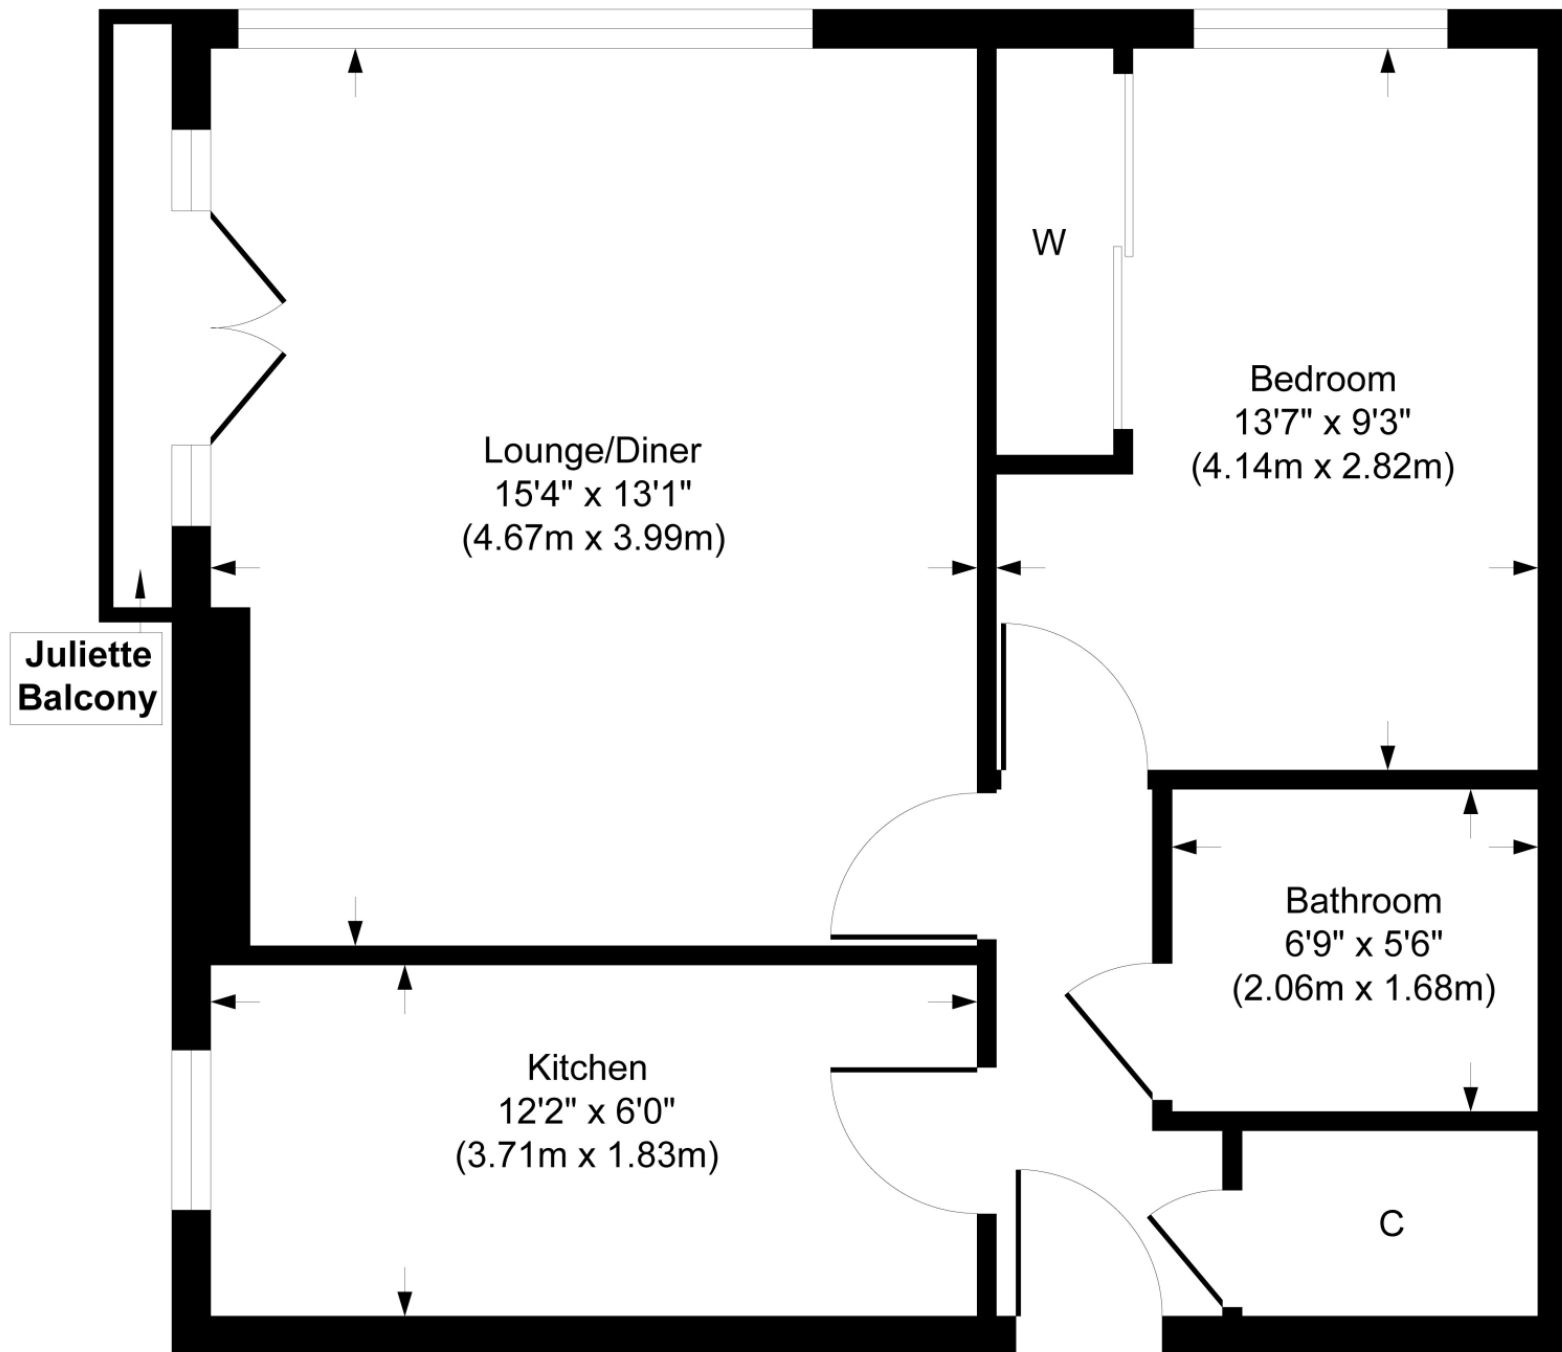 W
Bedroom
13'7" x 9'3"
(4.14m x 2.82m)
Lounge/Diner
15'4" x 13'1"
(4.67m x 3.99m)
Juliette
Balcony
Bathroom
6'9" x 5'6"
(2.06m x 1.68m)
Kitchen
12'2" x 6'0"
(3.71m x 1.83m)
C